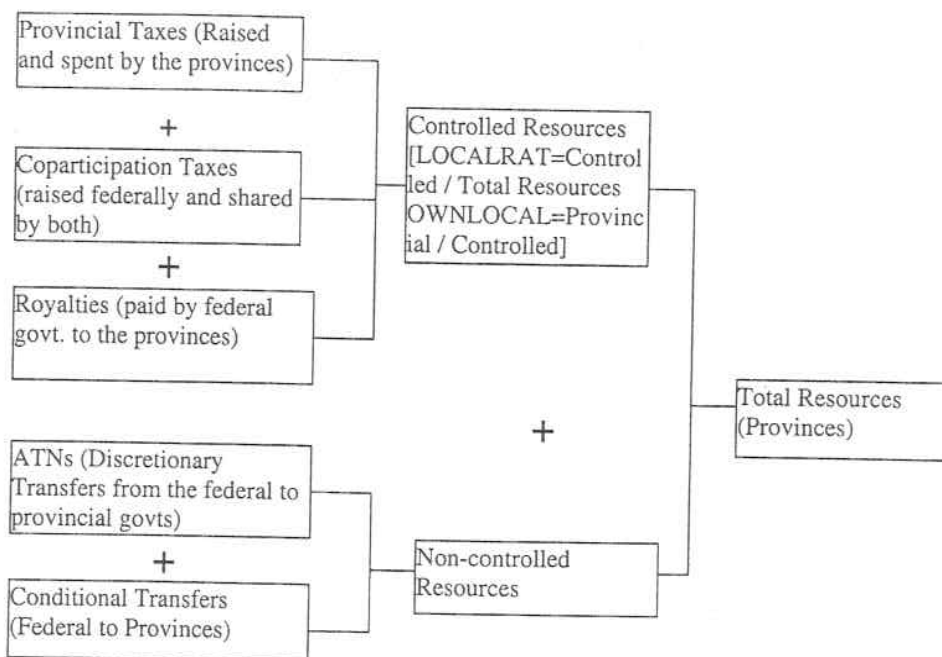 Provincial Taxes (Raised
and spent by the provinces)
+
Coparticipation Taxes
(raised federally and shared
by both)
+
Royalties (paid by federal
govt. to the provinces)
Controlled Resources
[LOCALRAT=Control
led / Total Resources
OWNLOCAL=Provinc
ial / Controlled]
+
Total Resources
(Provinces)
ATNs (Discretionary
Transfers from the federal to
provincial govts)
+
Conditional Transfers
(Federal to Provinces)
Non-controlled
Resources